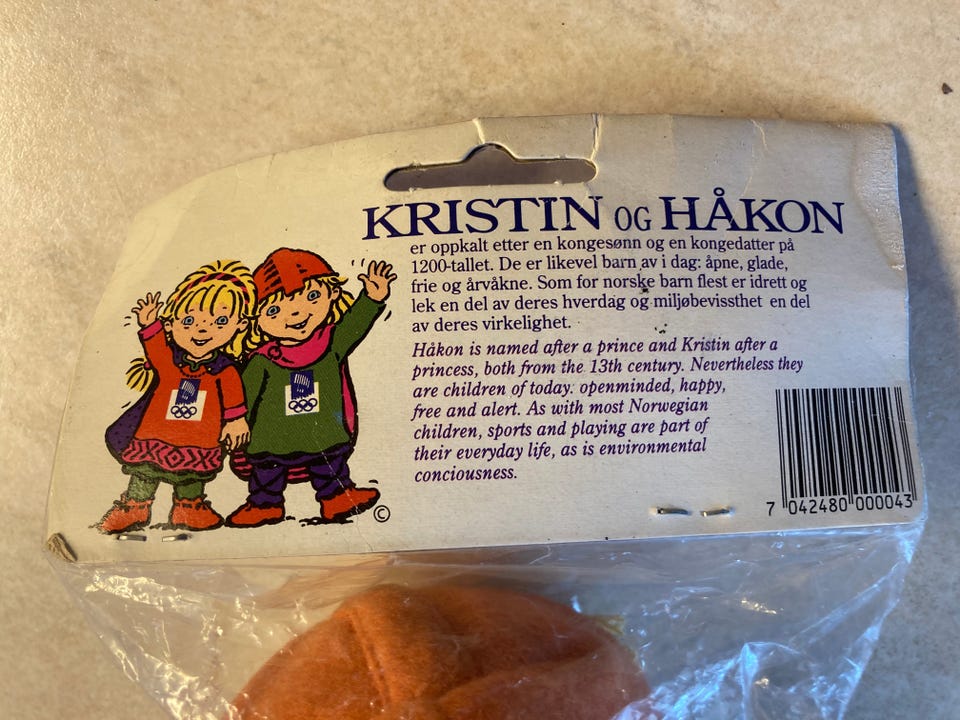 KRISTIN OG HÅKON
er oppkalt etter en kongesønn og en kongedatter på
1200-tallet. De er likevel barn av i dag: åpne, glade,
frie og årvåkne. Som for norske barn flest er idrett og
lek en del av deres hverdag og miljøbevissthet en del
av deres virkelighet.
Håkon is named after a prince and Kristin after a
princess, both from the 13th century. Nevertheless they
are children of today: openminded, happy,
free and alert. As with most Norwegian
children, sports and playing are part of
their everyday life, as is environmental
conciousness.
©
7 042480 000043